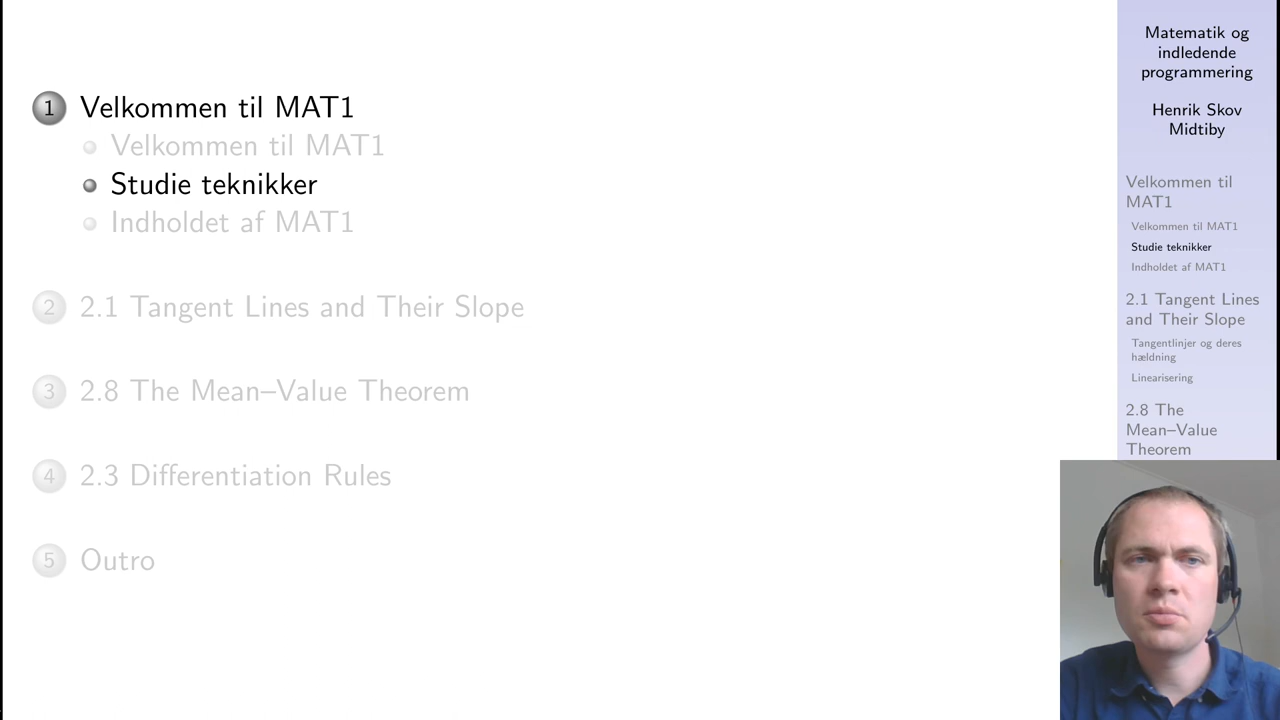 1 Velkommen til MAT1
Velkommen til MAT1
Studie teknikker
Indholdet af MAT1
2 2.1 Tangent Lines and Their Slope
3 2.8 The Mean–Value Theorem
4 2.3 Differentiation Rules
5 Outro
Matematik og
indledende
programmering
Henrik Skov
Midtiby
Velkommen til
MAT1
Velkommen til MAT1
Studie teknikker
Indholdet af MAT1
2.1 Tangent Lines
and Their Slope
Tangentlinjer og deres
hældning
Linearisering
2.8 The
Mean–Value
Theorem